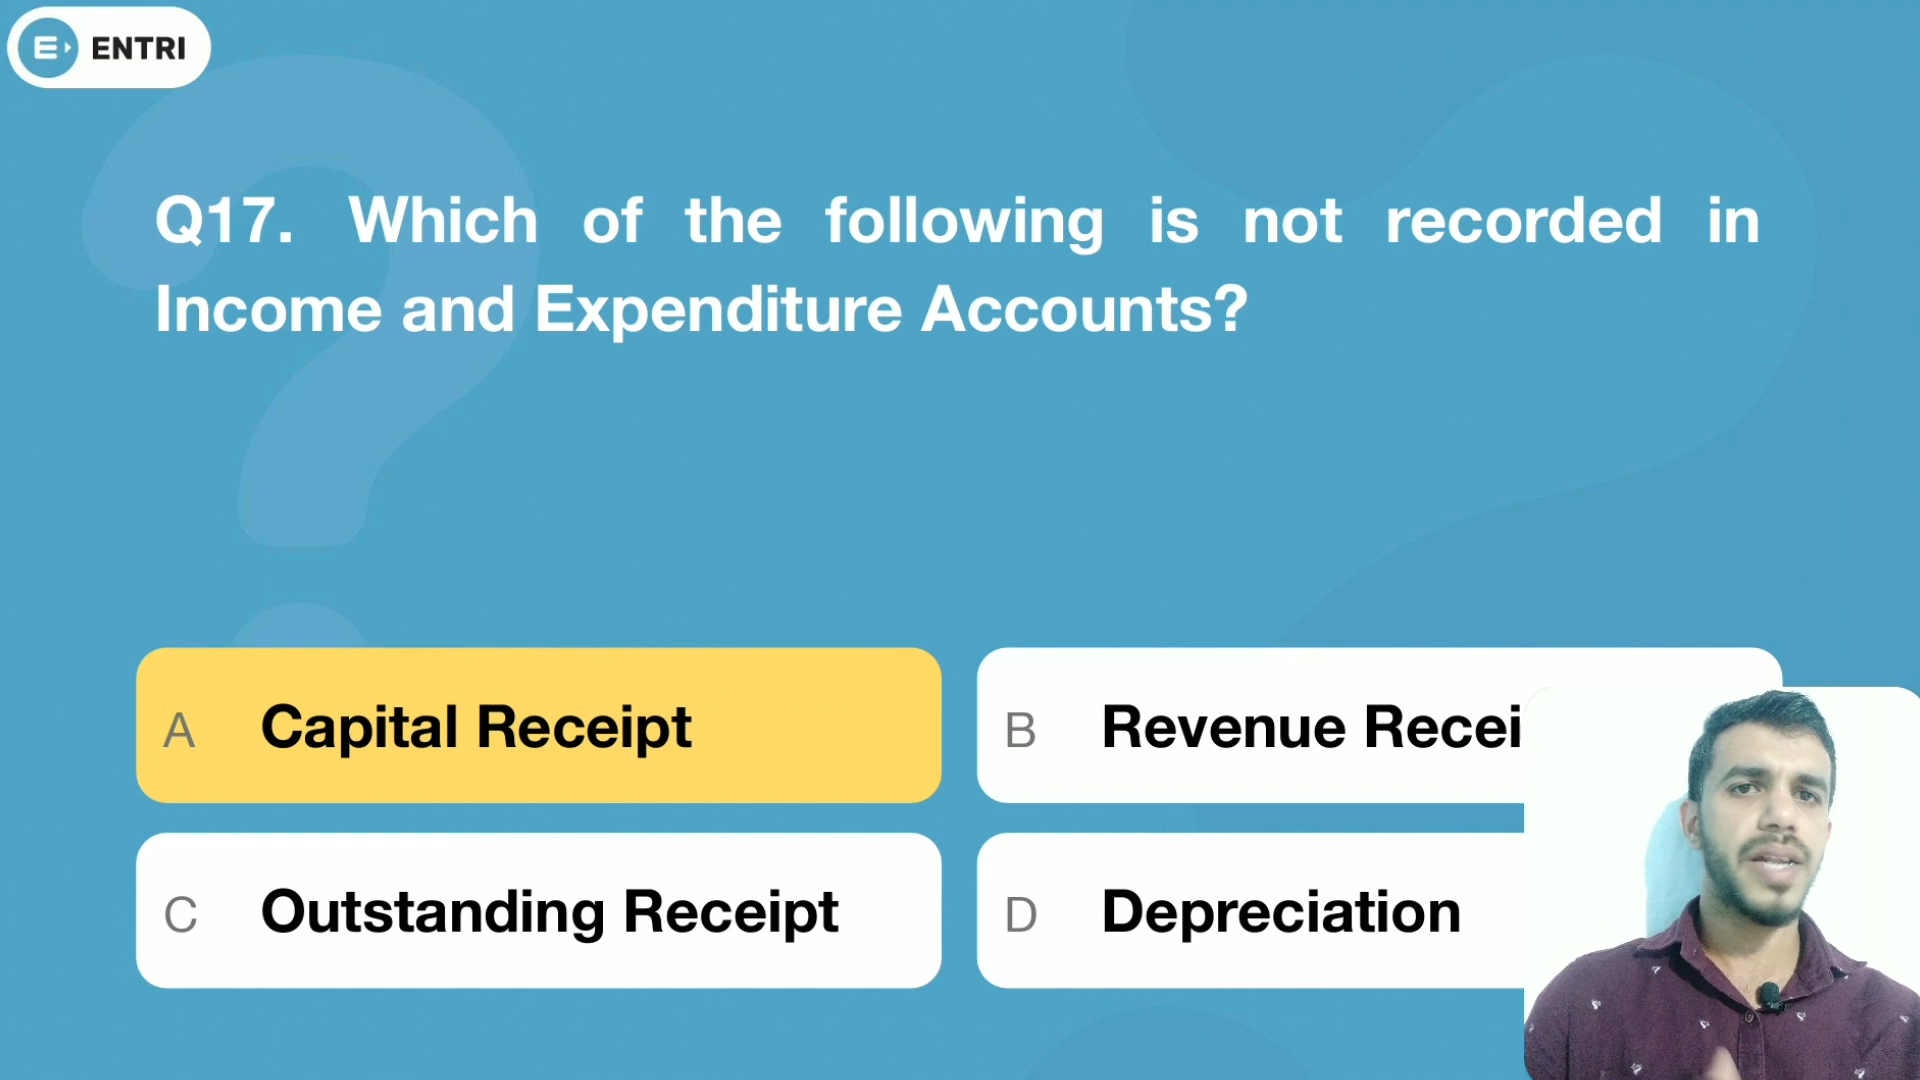 ENTRI
Q17. Which of the following is not recorded in
Income and Expenditure Accounts?
A Capital Receipt
B Revenue Recei
C Outstanding Receipt
D Depreciation